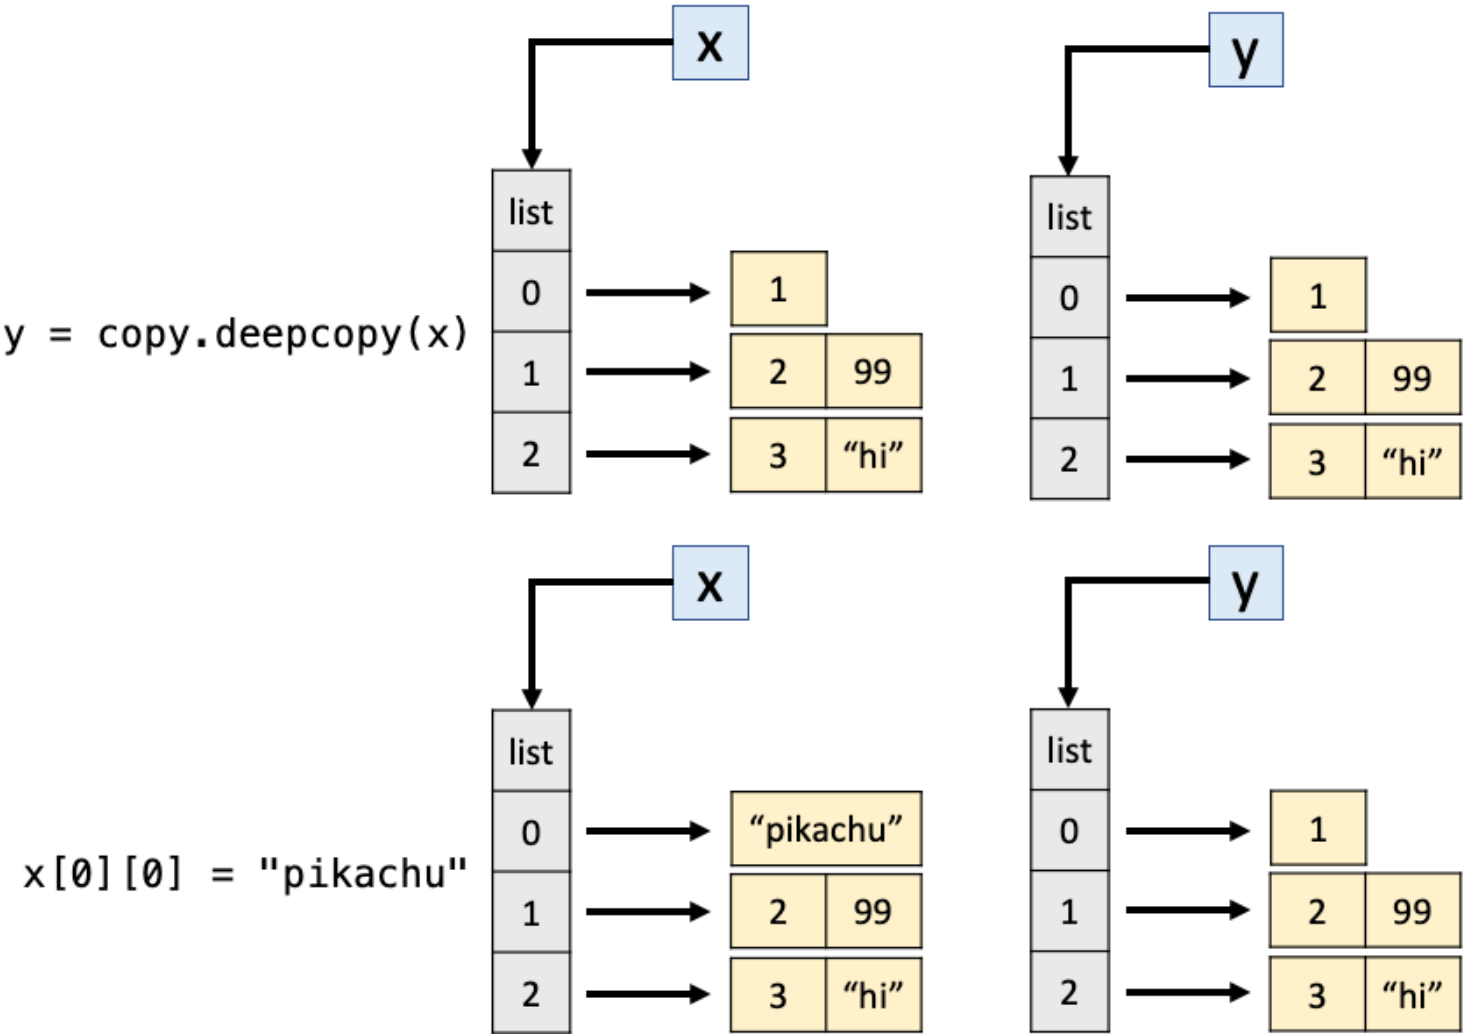 x y
list list
0 1 0 1
y = copy.deepcopy(x) 1 2 99 1 2 99
2 3 “hi” 2 3 “hi”
x y
list list
0 “pikachu” 0 1
x[0][0] = "pikachu" 1 2 99 1 2 99
2 3 “hi” 2 3 “hi”